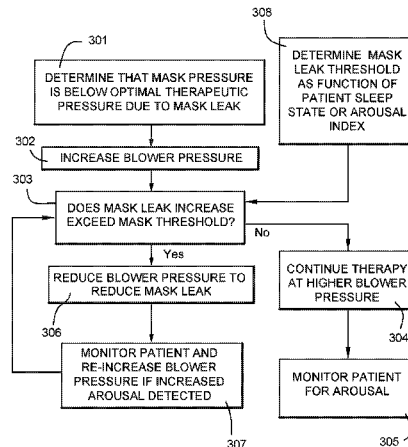 301
308
DETERMINE THAT MASK PRESSURE
IS BELOW OPTIMAL THERAPEUTIC
PRESSURE DUE TO MASK LEAK
DETERMINE MASK
LEAK THRESHOLD
AS FUNCTION OF
PATIENT SLEEP
STATE OR AROUSAL
INDEX
302
INCREASE BLOWER PRESSURE
303
DOES MASK LEAK INCREASE
EXCEED MASK THRESHOLD?
No
Yes
REDUCE BLOWER PRESSURE TO
REDUCE MASK LEAK
306
CONTINUE THERAPY
AT HIGHER BLOWER
PRESSURE
304
MONITOR PATIENT AND
RE-INCREASE BLOWER
PRESSURE IF INCREASED
AROUSAL DETECTED
307
MONITOR PATIENT
FOR AROUSAL
305